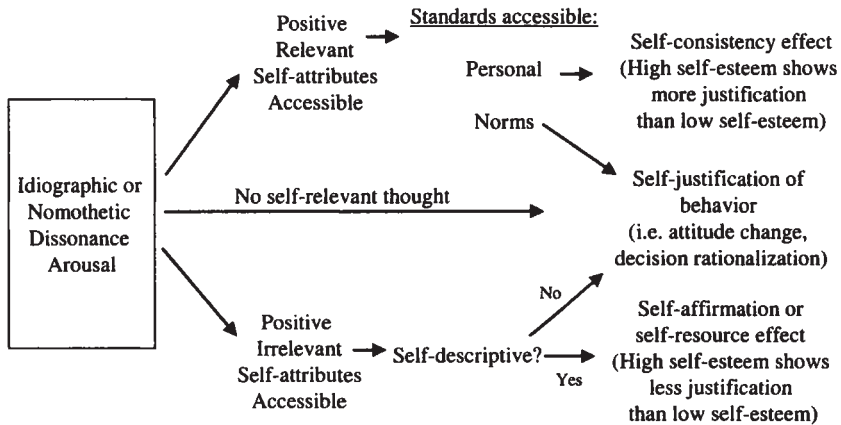 Idiographic or
Nomothetic
Dissonance
Arousal
Positive
Relevant
Self-attributes
Accessible
Standards accessible:
Personal
Norms
Self-consistency effect
(High self-esteem shows
more justification
than low self-esteem)
No self-relevant thought
Self-justification of
behavior
(i.e. attitude change,
decision rationalization)
Positive
Irrelevant
Self-attributes
Accessible
Self-descriptive?
No
Yes
Self-affirmation or
self-resource effect
(High self-esteem shows
less justification
than low self-esteem)